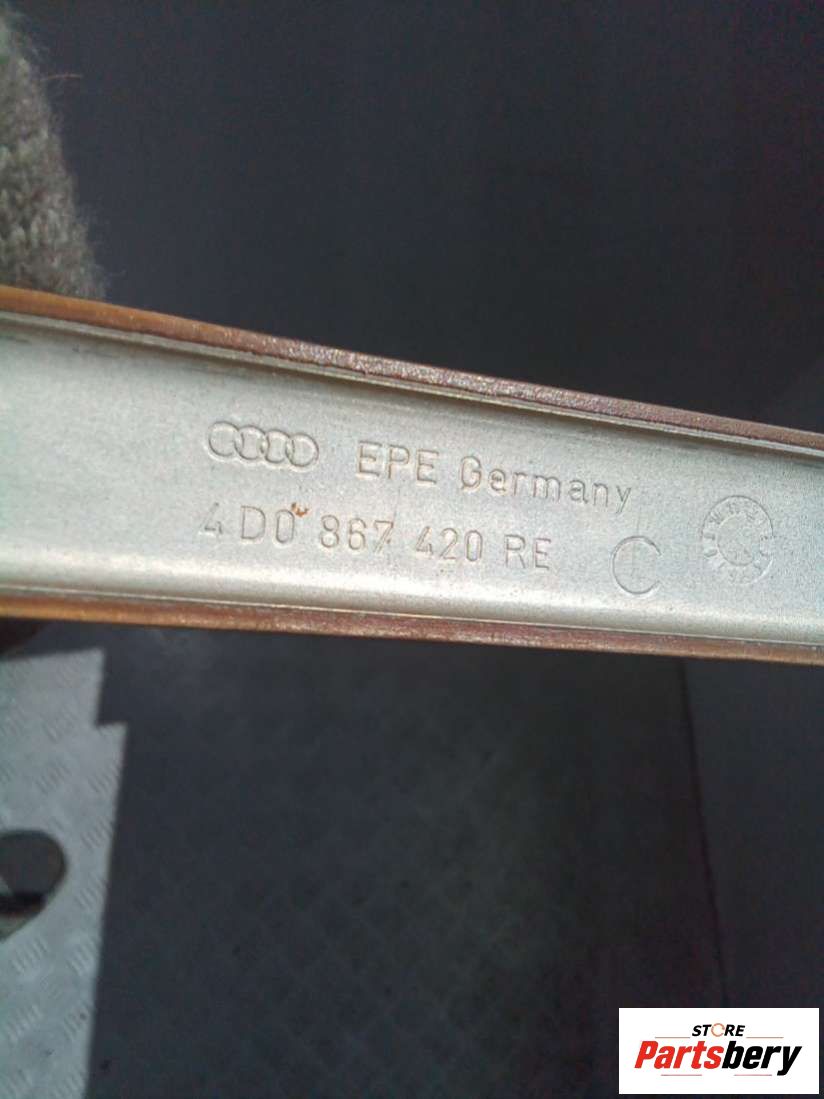 EPE Germany
4D0 867 420 RE
C
STORE
Partsbery